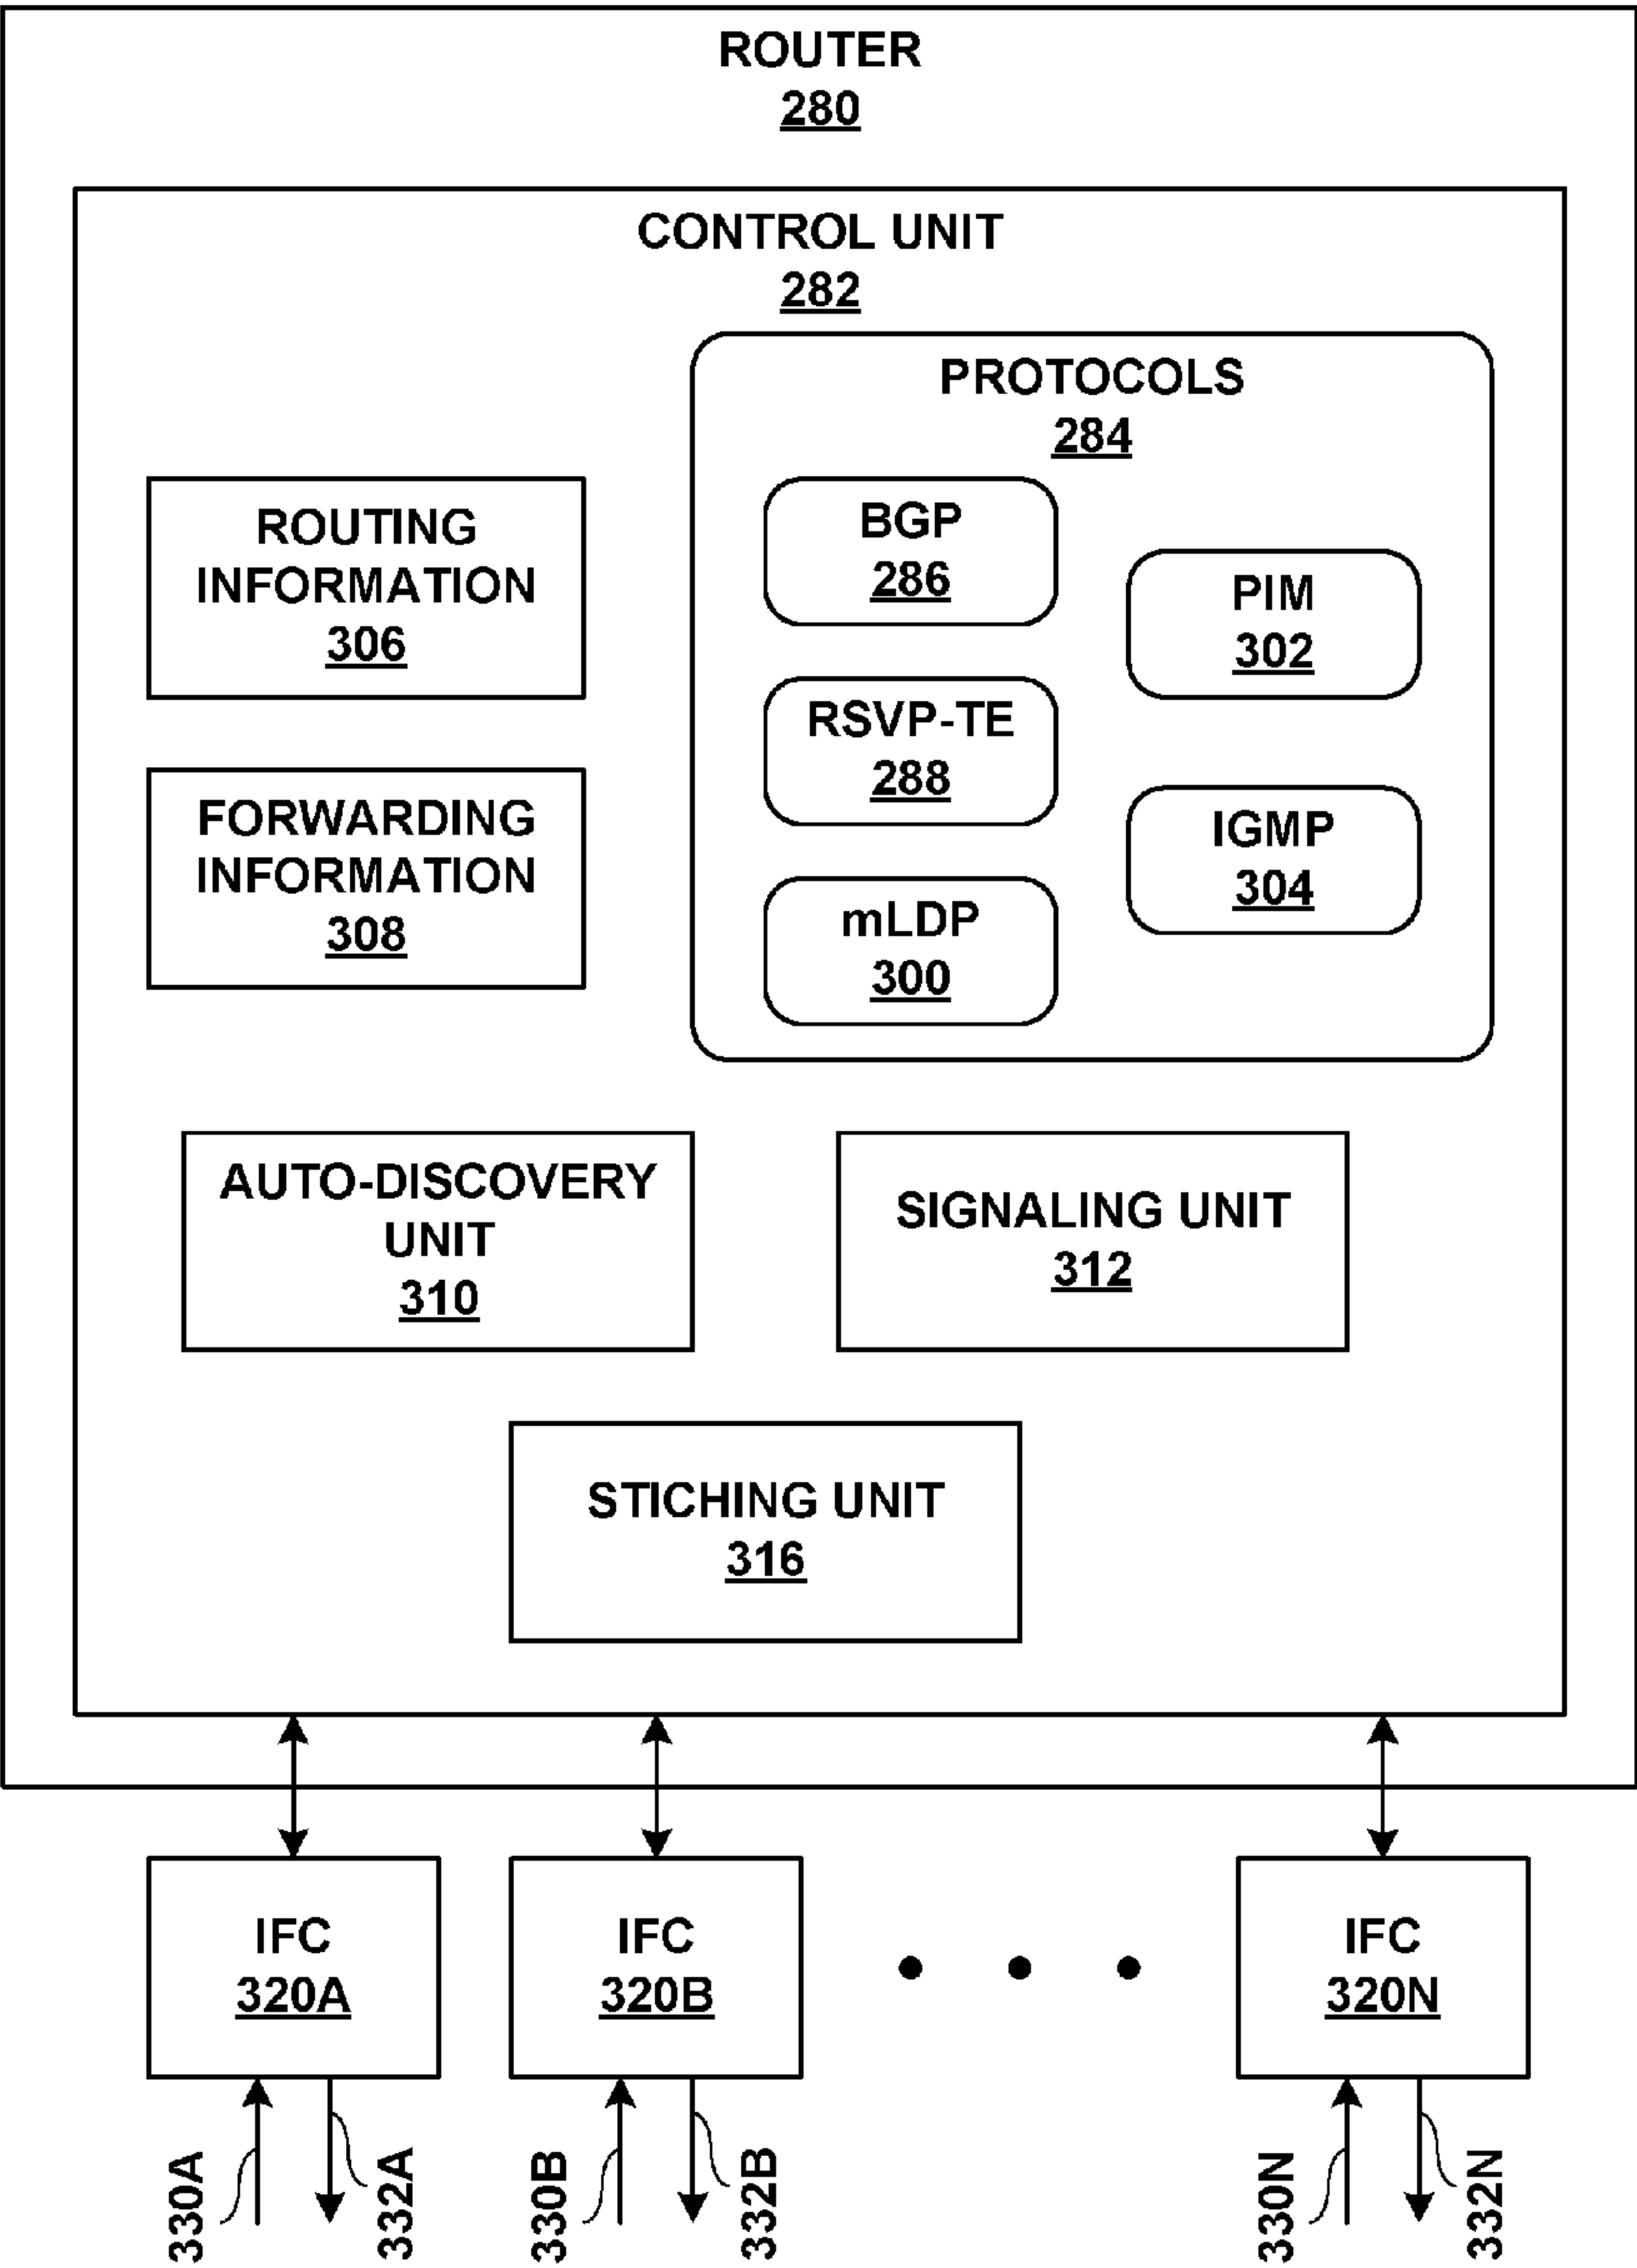 ROUTER
280
CONTROL UNIT
282
PROTOCOLS
284
ROUTING
INFORMATION
306
FORWARDING
INFORMATION
308
BGP
286
RSVP-TE
288
mLDP
300
PIM
302
IGMP
304
AUTO-DISCOVERY
UNIT
310
SIGNALING UNIT
312
STICHING UNIT
316
IFC
320A
IFC
320B
IFC
320N
330A
332A
330B
332B
330N
332N